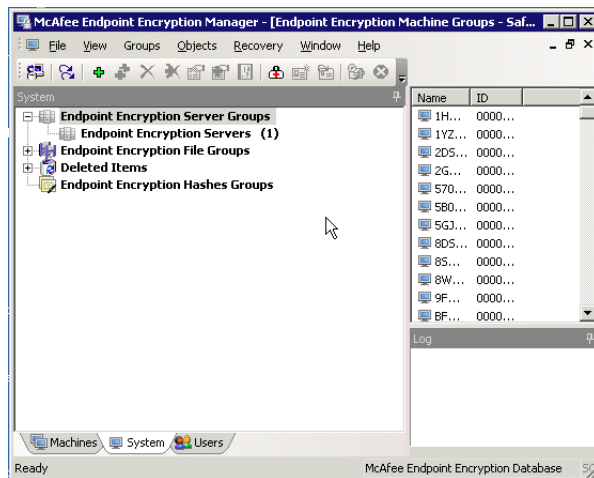 McAfee Endpoint Encryption Manager - [Endpoint Encryption Machine Groups - Saf...
File View Groups Objects Recovery Window Help
System
Endpoint Encryption Server Groups
Endpoint Encryption Servers (1)
Endpoint Encryption File Groups
Deleted Items
Endpoint Encryption Hashes Groups
Name ID
1H... 0000...
1YZ... 0000...
2DS... 0000...
2G... 0000...
570... 0000...
5B0... 0000...
5GJ... 0000...
8DS... 0000...
8S... 0000...
8W... 0000...
9F... 0000...
BF... 0000...
Log
Machines System Users
Ready McAfee Endpoint Encryption Database